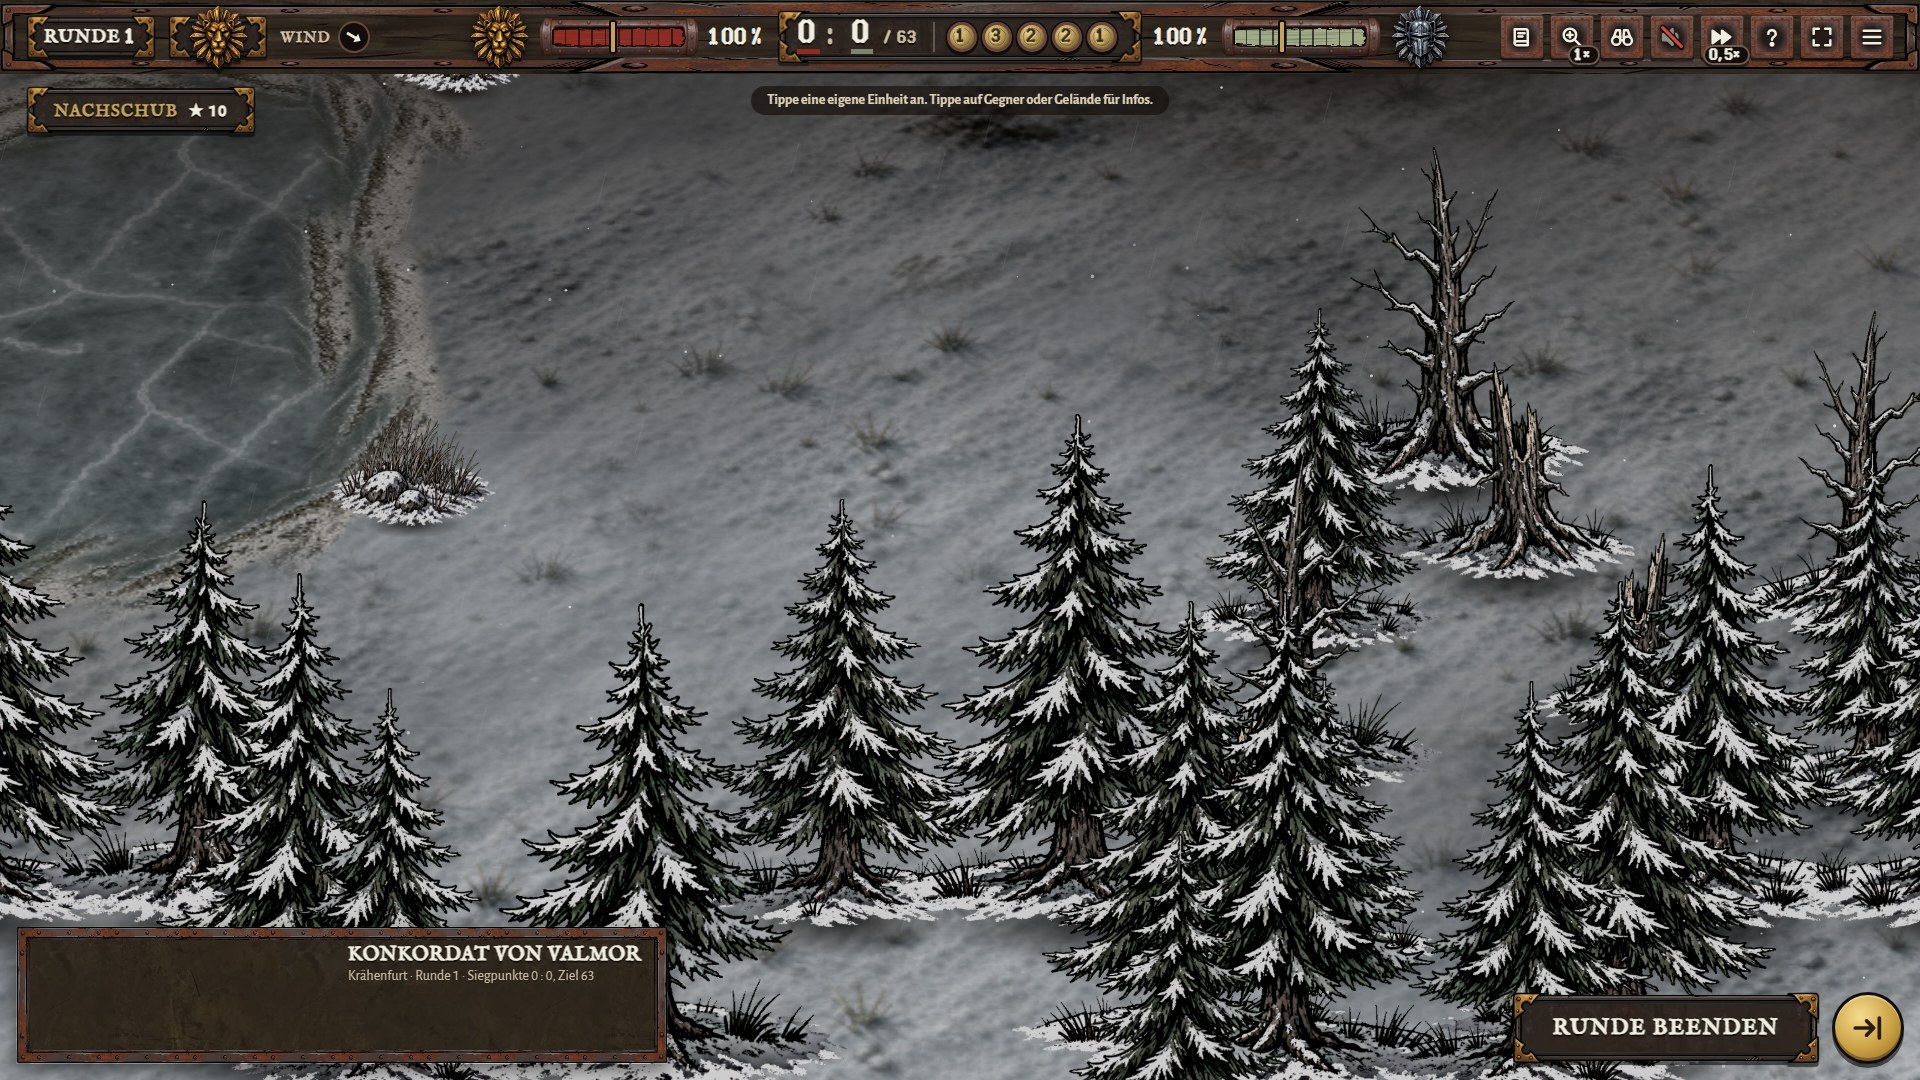 RUNDE 1
WIND
100%
0 : 0 / 63
1 3 2 2 1
100%
1×
0,5×
?
NACHSCHUB ★ 10
Tippe eine eigene Einheit an. Tippe auf Gegner oder Gelände für Infos.
KONKORDAT VON VALMOR
Krähenfurt · Runde 1 · Siegpunkte 0 : 0, Ziel 63
RUNDE BEENDEN